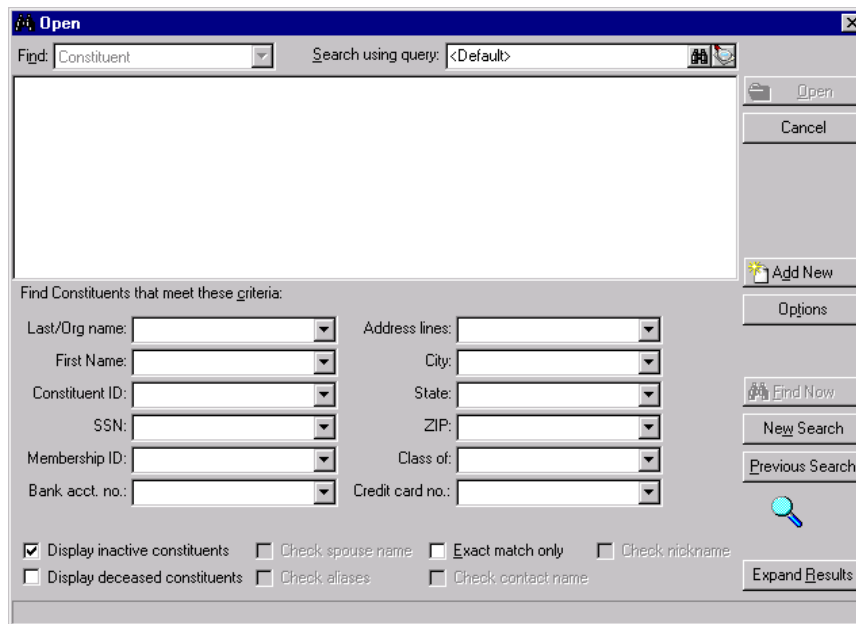 Open
Find: Constituent
Search using query: <Default>
Open
Cancel
Add New
Options
Find Constituents that meet these criteria:
Last/Org name:
Address lines:
First Name:
City:
Constituent ID:
State:
Find Now
SSN:
ZIP:
New Search
Membership ID:
Class of:
Previous Search
Bank acct. no.:
Credit card no.:
Display inactive constituents
Check spouse name
Exact match only
Check nickname
Display deceased constituents
Check aliases
Check contact name
Expand Results